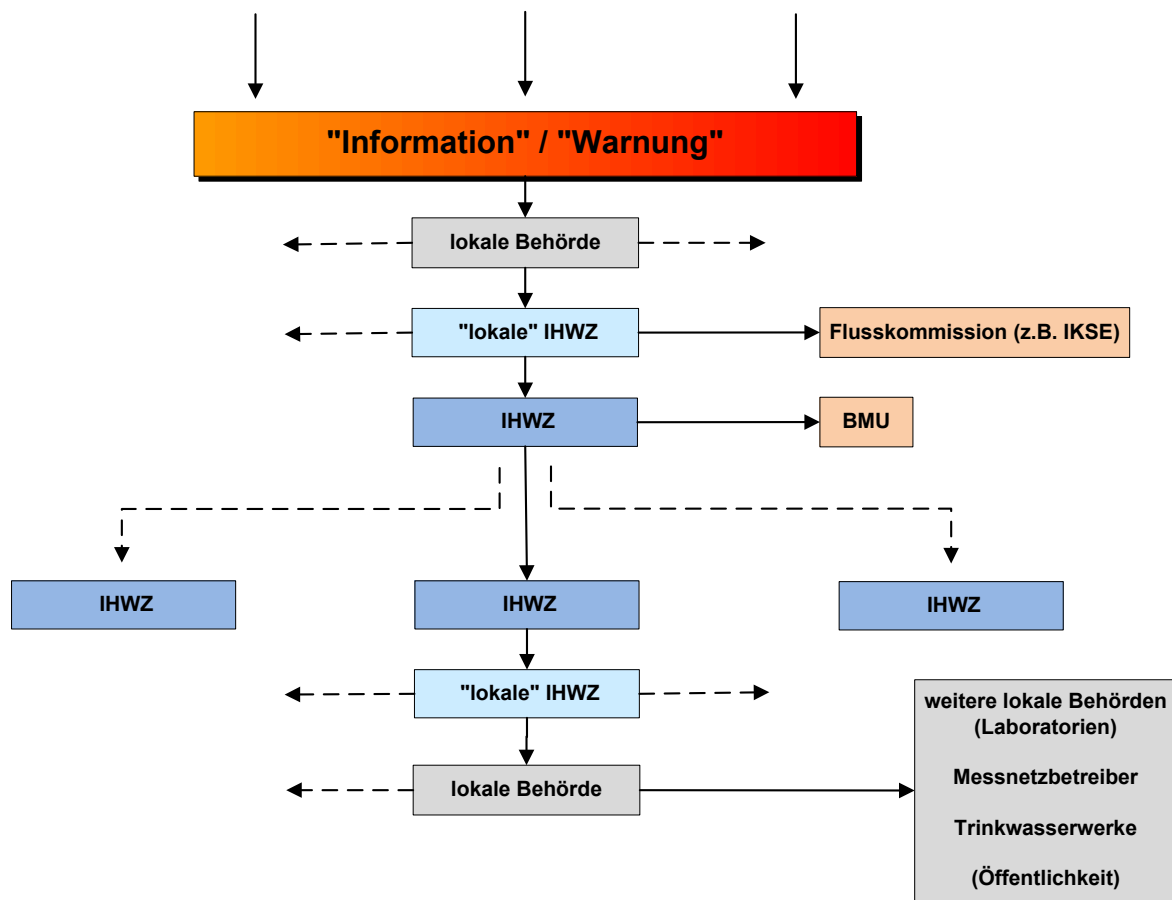 "Information" / "Warnung"
lokale Behörde
"lokale" IHWZ
Flusskommission (z.B. IKSE)
IHWZ
BMU
IHWZ
IHWZ
IHWZ
"lokale" IHWZ
lokale Behörde
weitere lokale Behörden
(Laboratorien)
Messnetzbetreiber
Trinkwasserwerke
(Öffentlichkeit)